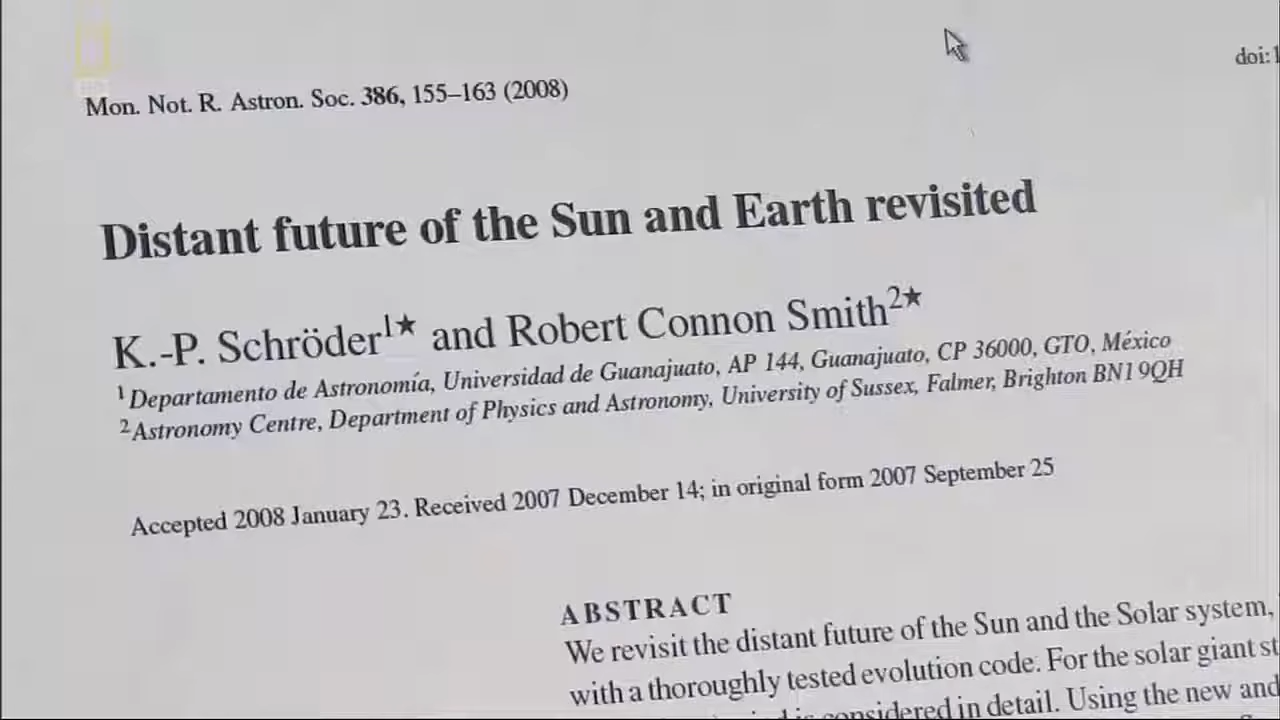 doi:1
Mon. Not. R. Astron. Soc. 386, 155–163 (2008)
Distant future of the Sun and Earth revisited
K.-P. Schröder1★ and Robert Connon Smith2★
1Departamento de Astronomía, Universidad de Guanajuato, AP 144, Guanajuato, CP 36000, GTO, México
2Astronomy Centre, Department of Physics and Astronomy, University of Sussex, Falmer, Brighton BN1 9QH
Accepted 2008 January 23. Received 2007 December 14; in original form 2007 September 25
ABSTRACT
We revisit the distant future of the Sun and the Solar system,
with a thoroughly tested evolution code. For the solar giant st
is considered in detail. Using the new and